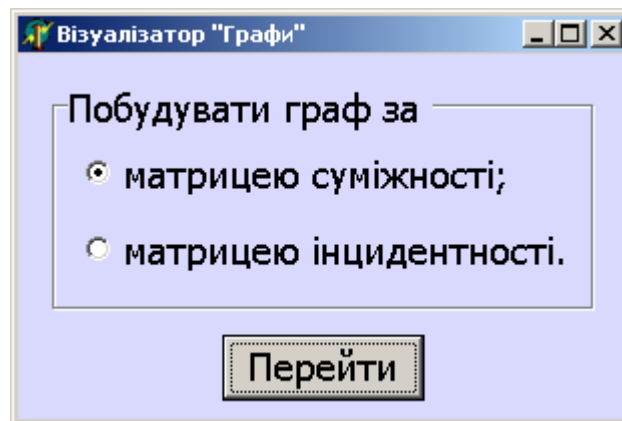 Візуалізатор "Графи"
Побудувати граф за
матрицею суміжності;
матрицею інцидентності.
Перейти